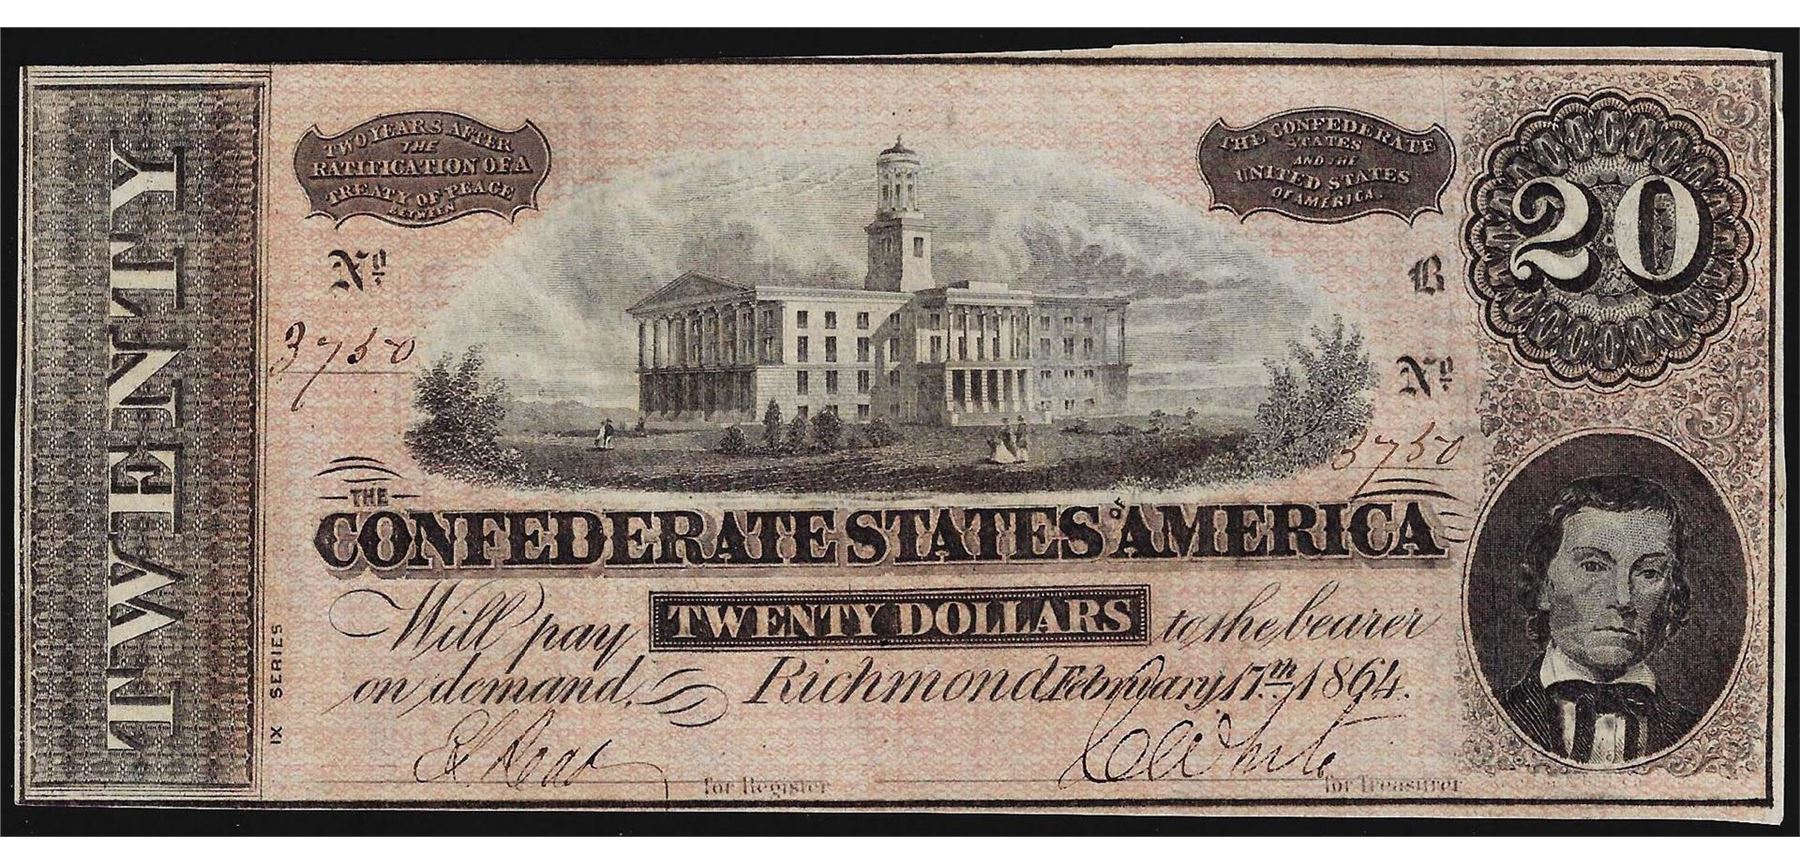 TWENTY
TWO YEARS AFTER
THE
RATIFICATION OF A
TREATY OF PEACE
BETWEEN
THE CONFEDERATE
STATES
AND THE
UNITED STATES
OF AMERICA.
20
No
3750
B
No
3750
THE
CONFEDERATE STATES OF AMERICA
Will pay TWENTY DOLLARS to the bearer
on demand, Richmond February 17th 1864.
IX SERIES
C White
for Register
for Treasurer